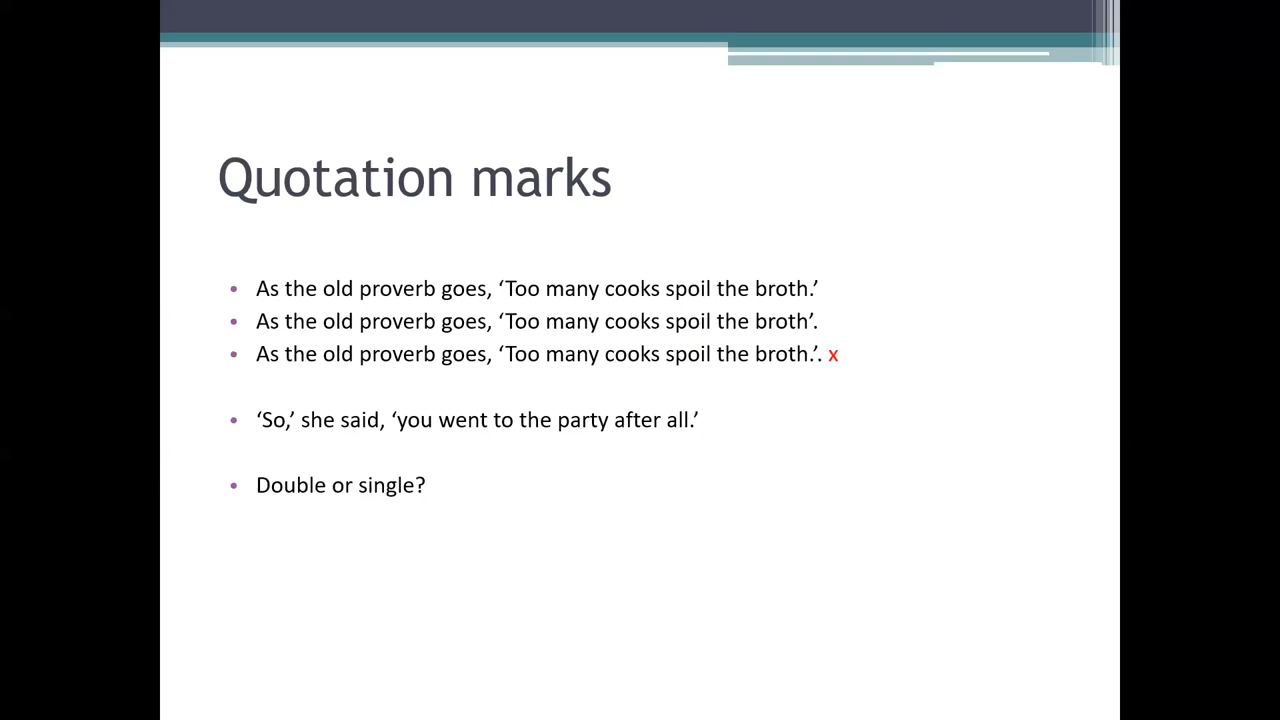 Quotation marks
• As the old proverb goes, ‘Too many cooks spoil the broth.’
• As the old proverb goes, ‘Too many cooks spoil the broth’.
• As the old proverb goes, ‘Too many cooks spoil the broth.’. x
• ‘So,’ she said, ‘you went to the party after all.’
• Double or single?